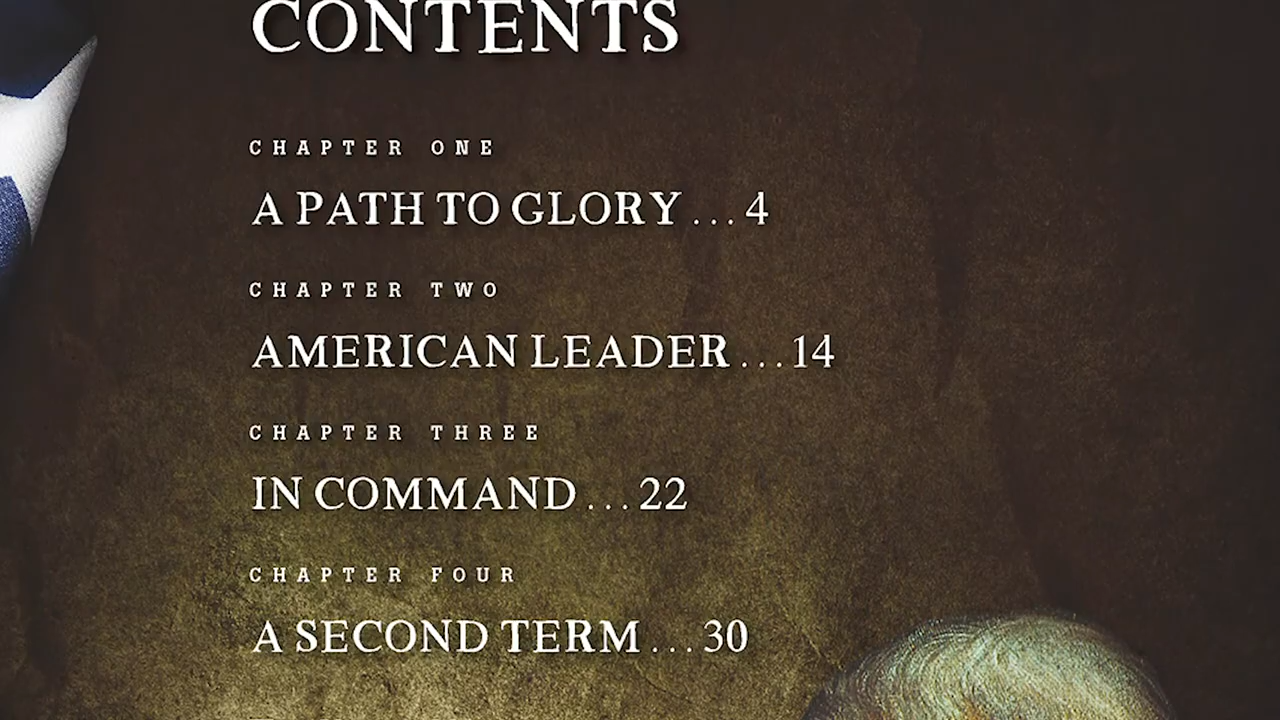 CONTENTS
CHAPTER ONE
A PATH TO GLORY ... 4
CHAPTER TWO
AMERICAN LEADER ... 14
CHAPTER THREE
IN COMMAND ... 22
CHAPTER FOUR
A SECOND TERM ... 30